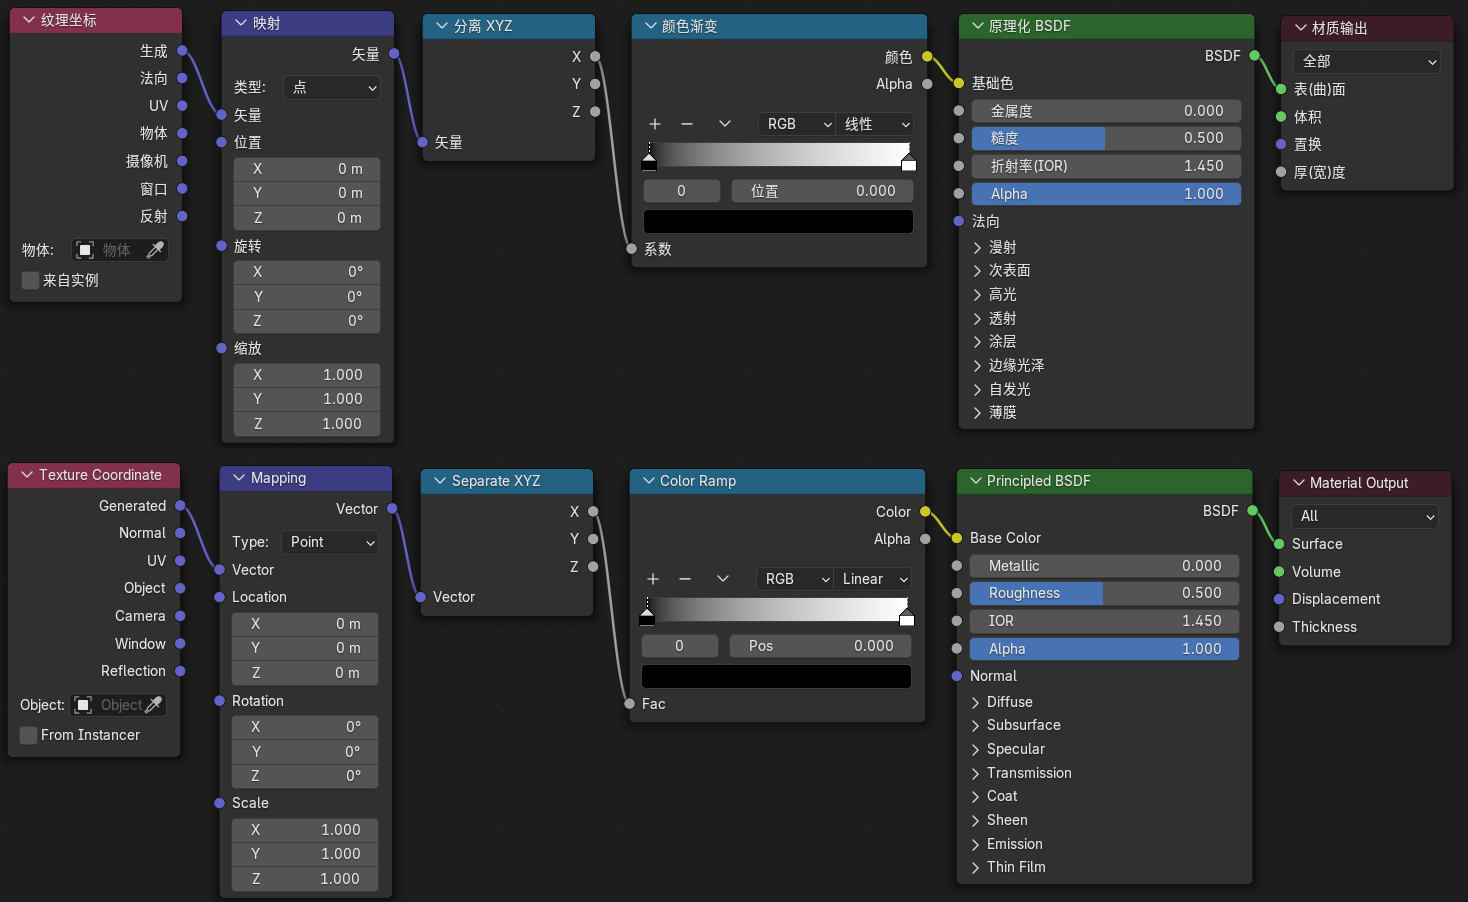 纹理坐标
生成
法向
UV
物体
摄像机
窗口
反射
物体: 物体
来自实例
映射
矢量
类型: 点
矢量
位置
X 0 m
Y 0 m
Z 0 m
旋转
X 0°
Y 0°
Z 0°
缩放
X 1.000
Y 1.000
Z 1.000
分离 XYZ
X
Y
Z
矢量
颜色渐变
颜色
Alpha
RGB 线性
0 位置 0.000
系数
原理化 BSDF
BSDF
基础色
金属度 0.000
糙度 0.500
折射率(IOR) 1.450
Alpha 1.000
法向
漫射
次表面
高光
透射
涂层
边缘光泽
自发光
薄膜
材质输出
全部
表(曲)面
体积
置换
厚(宽)度
Texture Coordinate
Generated
Normal
UV
Object
Camera
Window
Reflection
Object: Object
From Instancer
Mapping
Vector
Type: Point
Vector
Location
X 0 m
Y 0 m
Z 0 m
Rotation
X 0°
Y 0°
Z 0°
Scale
X 1.000
Y 1.000
Z 1.000
Separate XYZ
X
Y
Z
Vector
Color Ramp
Color
Alpha
RGB Linear
0 Pos 0.000
Fac
Principled BSDF
BSDF
Base Color
Metallic 0.000
Roughness 0.500
IOR 1.450
Alpha 1.000
Normal
Diffuse
Subsurface
Specular
Transmission
Coat
Sheen
Emission
Thin Film
Material Output
All
Surface
Volume
Displacement
Thickness